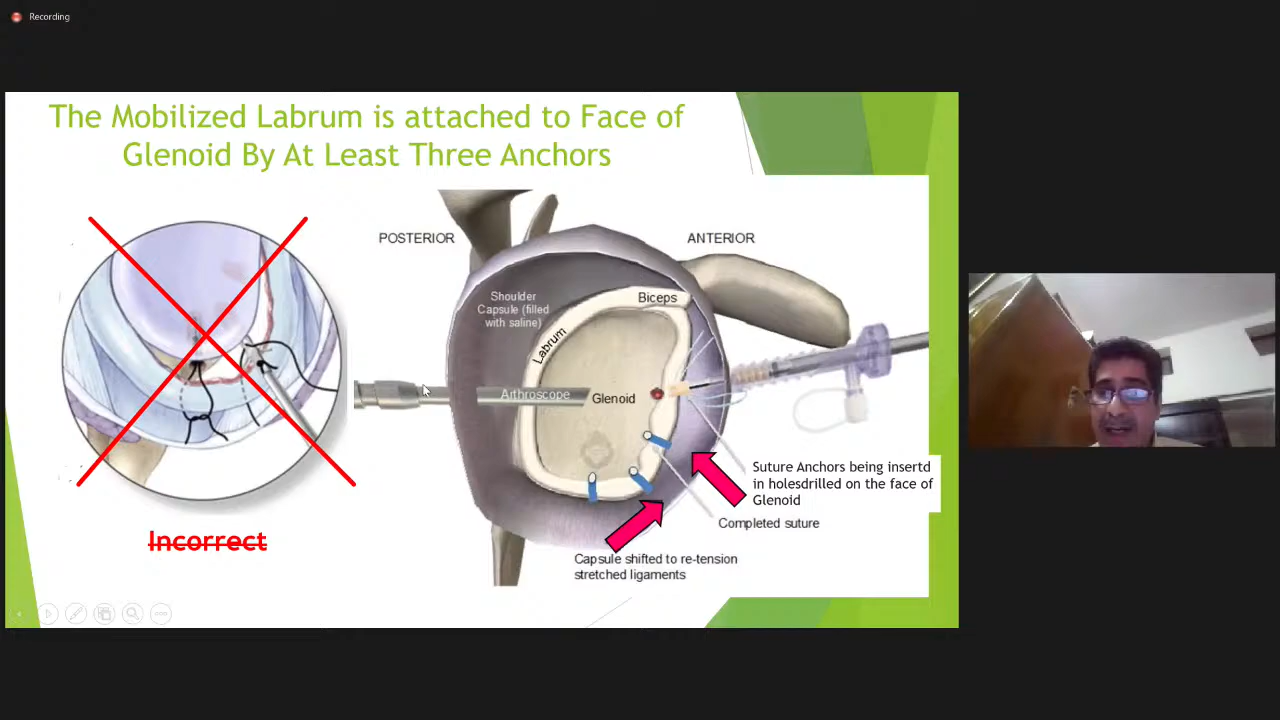 Recording
The Mobilized Labrum is attached to Face of
Glenoid By At Least Three Anchors
POSTERIOR
ANTERIOR
Shoulder
Capsule (filled
with saline)
Biceps
Labrum
Arthroscope
Glenoid
Suture Anchors being insertd
in holesdrilled on the face of
Glenoid
Completed suture
Incorrect
Capsule shifted to re-tension
stretched ligaments